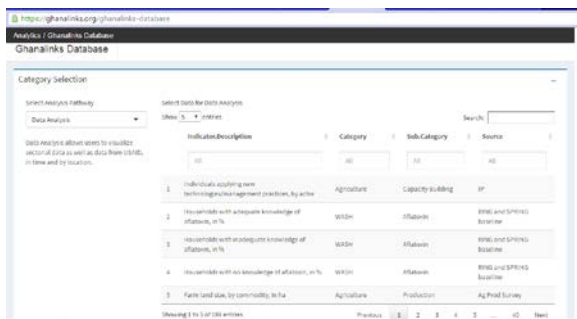 https://ghanalinks.org/ghanalinks-database
Analytics / Ghanalinks Database
Ghanalinks Database
Category Selection
Select Analysis Pathway
Data Analysis
Data Analysis allows users to visualize
sectoral data as well as data from
in time and by location.
Select Data for Data Analysis
Show 5 entries
Search:
Indicator.Description Category Sub.Category Source
All All All All
1 Individuals applying new
technologies/management practices, by actor Agriculture Capacity Building IP
2 Households with adequate knowledge of
aflatoxin, in % WASH Aflatoxin RING and SPRING
baseline
3 Households with inadequate knowledge of
aflatoxin, in % WASH Aflatoxin RING and SPRING
baseline
4 Households with no knowledge of aflatoxin, in % WASH Aflatoxin RING and SPRING
baseline
5 Farm land size, by commodity, in ha Agriculture Production Ag Prod Survey
Showing 1 to 5 of entries
Previous 1 2 3 4 5 ... Next